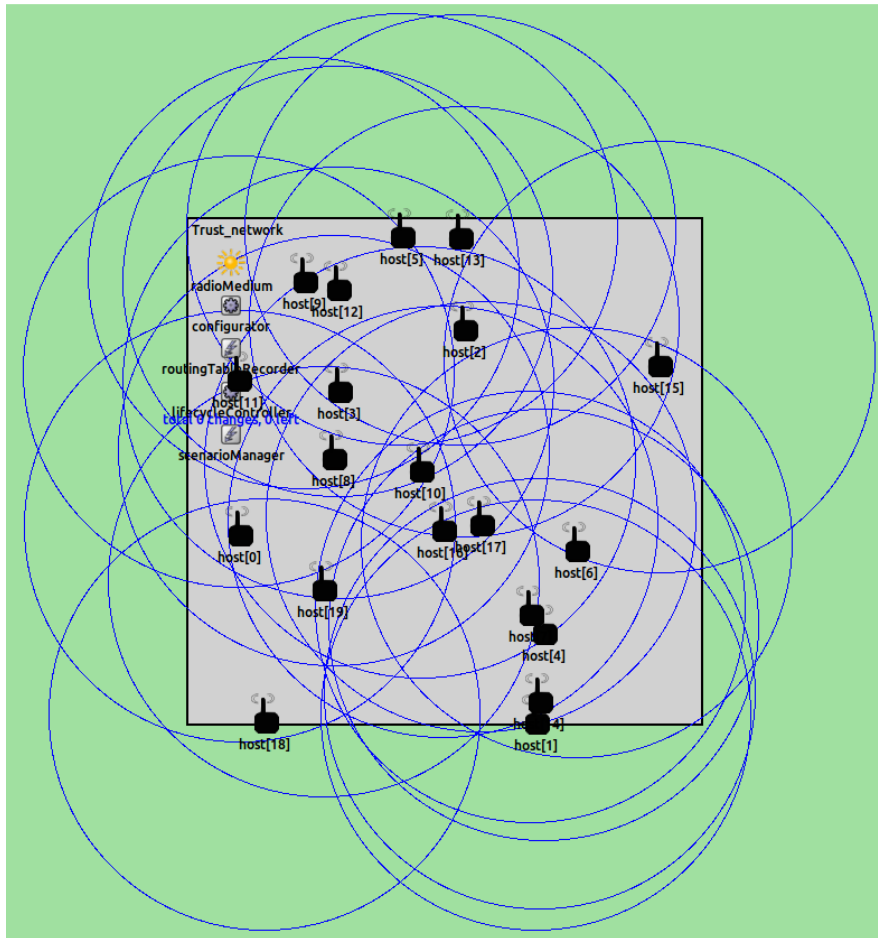 Trust_network
host[5]
host[13]
radioMedium
host[9]
host[12]
configurator
host[2]
routingTableRecorder
host[15]
host[11]
host[3]
lifecycleController
total 0 changes, 0 left
scenarioManager
host[8]
host[10]
host[0]
host[16]
host[17]
host[6]
host[19]
host[4]
host[18]
host[1]